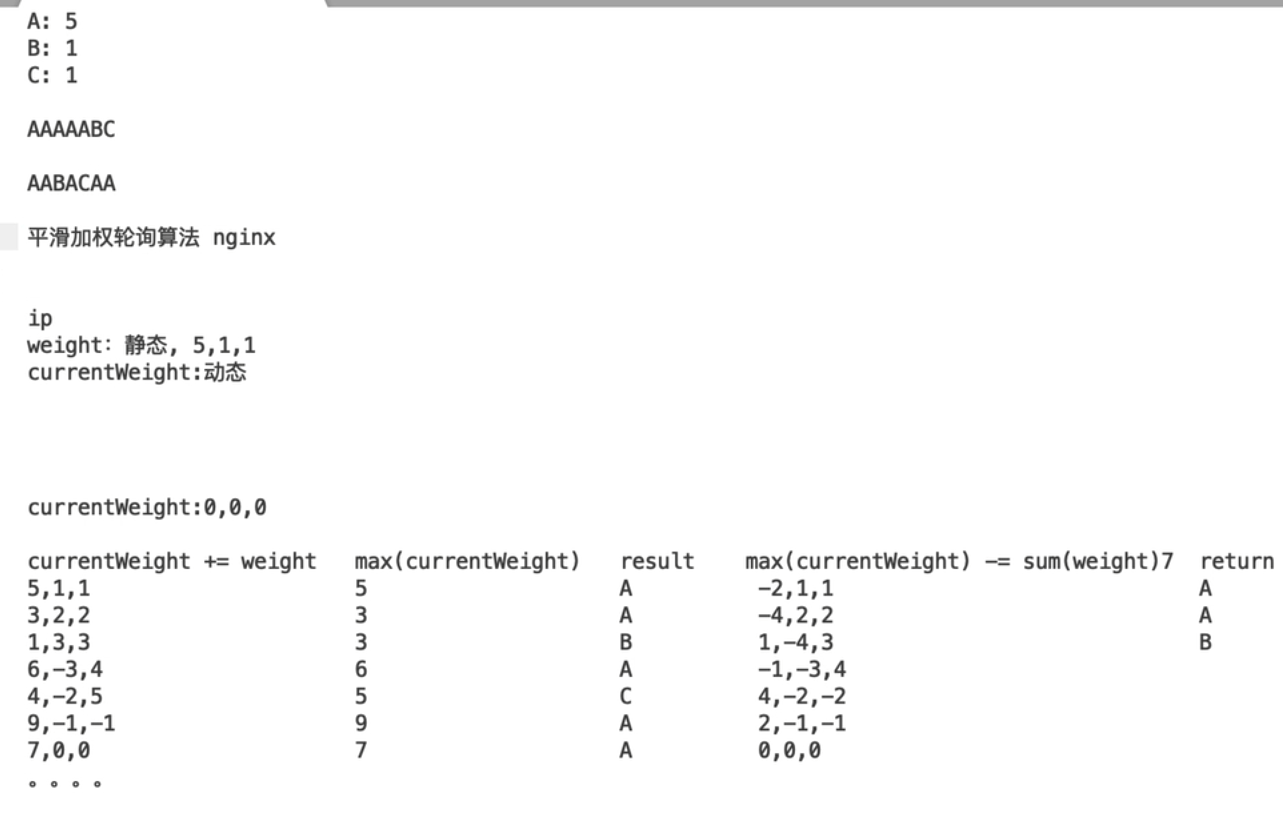 A: 5
B: 1
C: 1
AAAAABC
AABACAA
平滑加权轮询算法 nginx
ip
weight: 静态, 5,1,1
currentWeight:动态
currentWeight:0,0,0
currentWeight += weight max(currentWeight) result max(currentWeight) -= sum(weight)7 return
5,1,1 5 A -2,1,1 A
3,2,2 3 A -4,2,2 A
1,3,3 3 B 1,-4,3 B
6,-3,4 6 A -1,-3,4
4,-2,5 5 C 4,-2,-2
9,-1,-1 9 A 2,-1,-1
7,0,0 7 A 0,0,0
。。。。